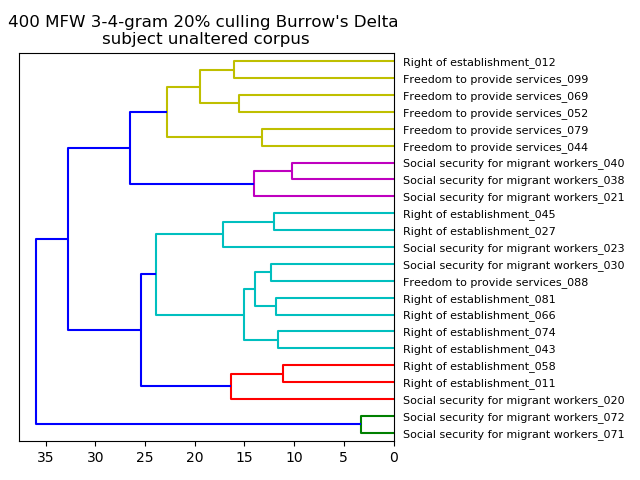 400 MFW 3-4-gram 20% culling Burrow's Delta
subject unaltered corpus
Right of establishment_012
Freedom to provide services_099
Freedom to provide services_069
Freedom to provide services_052
Freedom to provide services_079
Freedom to provide services_044
Social security for migrant workers_040
Social security for migrant workers_038
Social security for migrant workers_021
Right of establishment_045
Right of establishment_027
Social security for migrant workers_023
Social security for migrant workers_030
Freedom to provide services_088
Right of establishment_081
Right of establishment_066
Right of establishment_074
Right of establishment_043
Right of establishment_058
Right of establishment_011
Social security for migrant workers_020
Social security for migrant workers_072
Social security for migrant workers_071
35 30 25 20 15 10 5 0